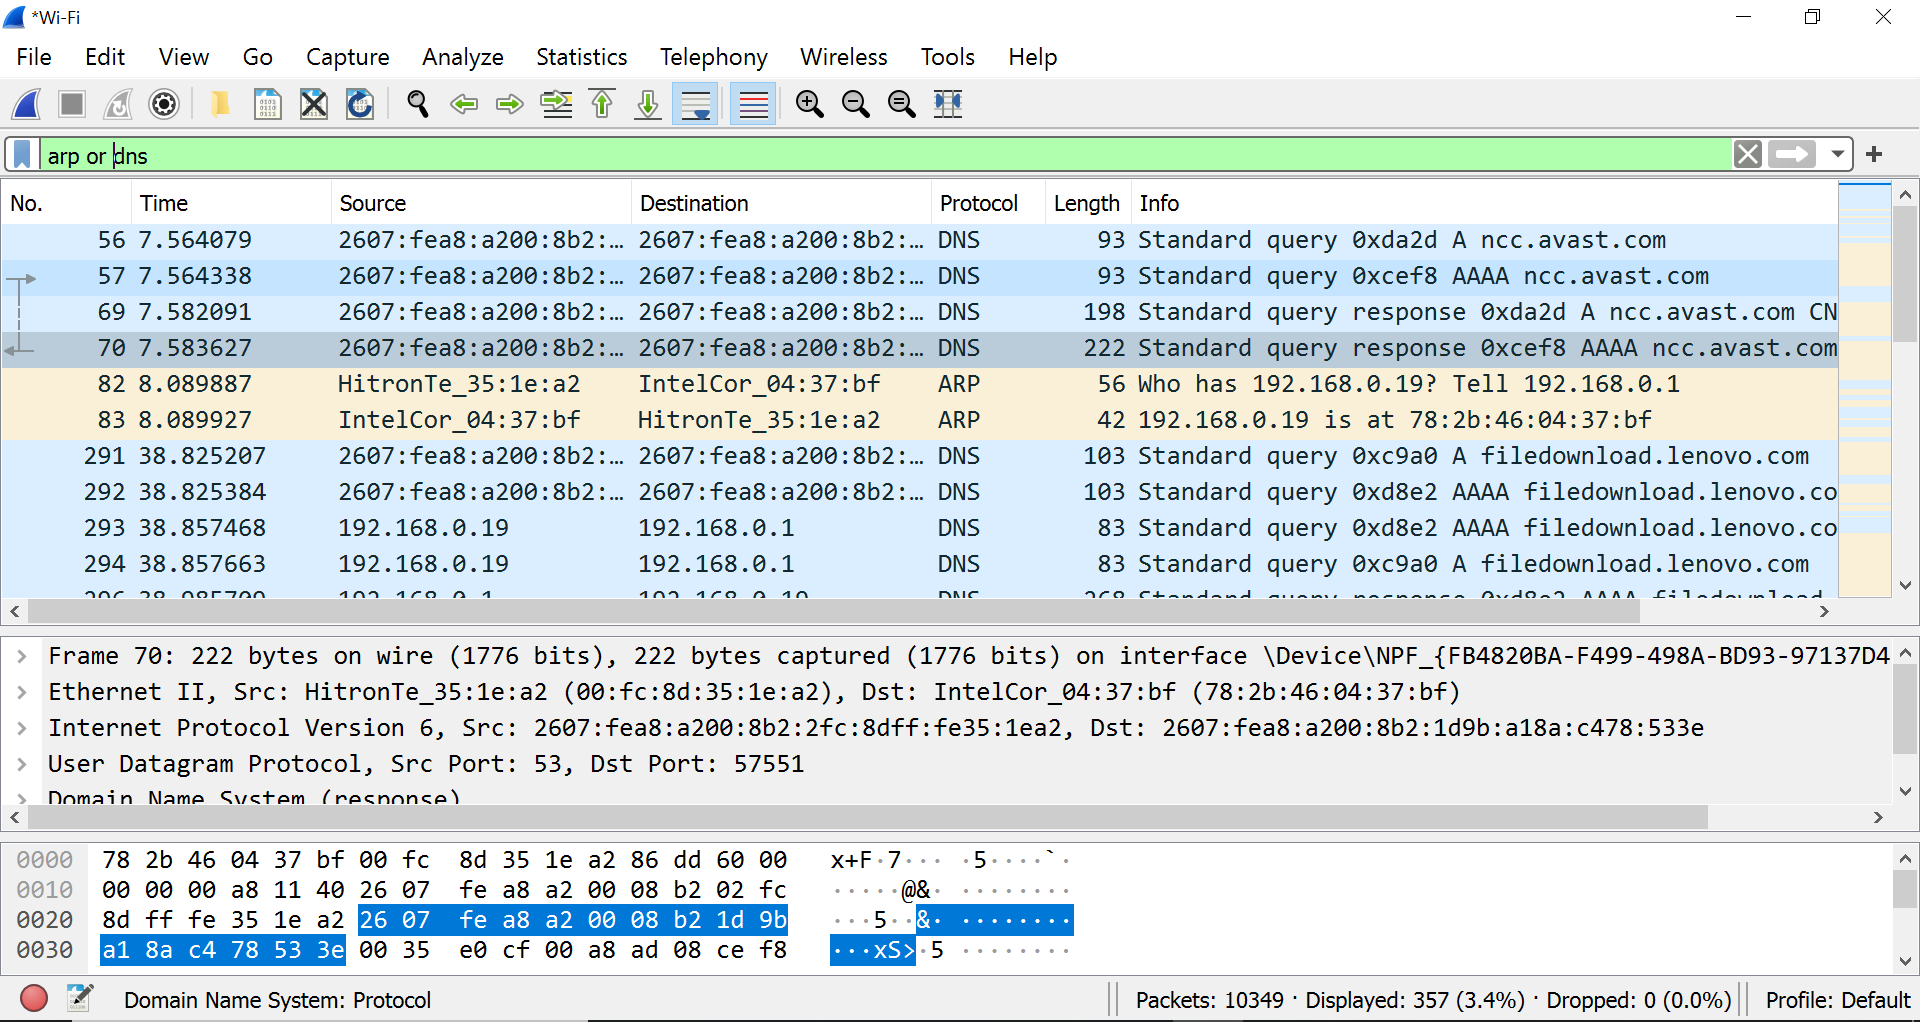 *Wi-Fi
File Edit View Go Capture Analyze Statistics Telephony Wireless Tools Help
arp or dns
No. Time Source Destination Protocol Length Info
56 7.564079 2607:fea8:a200:8b2:… 2607:fea8:a200:8b2:… DNS 93 Standard query 0xda2d A ncc.avast.com
57 7.564338 2607:fea8:a200:8b2:… 2607:fea8:a200:8b2:… DNS 93 Standard query 0xcef8 AAAA ncc.avast.com
69 7.582091 2607:fea8:a200:8b2:… 2607:fea8:a200:8b2:… DNS 198 Standard query response 0xda2d A ncc.avast.com CN
70 7.583627 2607:fea8:a200:8b2:… 2607:fea8:a200:8b2:… DNS 222 Standard query response 0xcef8 AAAA ncc.avast.com
82 8.089887 HitronTe_35:1e:a2 IntelCor_04:37:bf ARP 56 Who has 192.168.0.19? Tell 192.168.0.1
83 8.089927 IntelCor_04:37:bf HitronTe_35:1e:a2 ARP 42 192.168.0.19 is at 78:2b:46:04:37:bf
291 38.825207 2607:fea8:a200:8b2:… 2607:fea8:a200:8b2:… DNS 103 Standard query 0xc9a0 A filedownload.lenovo.com
292 38.825384 2607:fea8:a200:8b2:… 2607:fea8:a200:8b2:… DNS 103 Standard query 0xd8e2 AAAA filedownload.lenovo.co
293 38.857468 192.168.0.19 192.168.0.1 DNS 83 Standard query 0xd8e2 AAAA filedownload.lenovo.co
294 38.857663 192.168.0.19 192.168.0.1 DNS 83 Standard query 0xc9a0 A filedownload.lenovo.com
192.168.0.1 192.168.0.19 DNS 268 Standard query response 0xd8e2 AAAA filedownload
Frame 70: 222 bytes on wire (1776 bits), 222 bytes captured (1776 bits) on interface \Device\NPF_{FB4820BA-F499-498A-BD93-97137D4
Ethernet II, Src: HitronTe_35:1e:a2 (00:fc:8d:35:1e:a2), Dst: IntelCor_04:37:bf (78:2b:46:04:37:bf)
Internet Protocol Version 6, Src: 2607:fea8:a200:8b2:2fc:8dff:fe35:1ea2, Dst: 2607:fea8:a200:8b2:1d9b:a18a:c478:533e
User Datagram Protocol, Src Port: 53, Dst Port: 57551
Domain Name System (response)
0000 78 2b 46 04 37 bf 00 fc 8d 35 1e a2 86 dd 60 00 x+F·7··· ·5····`·
0010 00 00 00 a8 11 40 26 07 fe a8 a2 00 08 b2 02 fc ·····@&· ········
0020 8d ff fe 35 1e a2 26 07 fe a8 a2 00 08 b2 1d 9b ···5··&· ········
0030 a1 8a c4 78 53 3e 00 35 e0 cf 00 a8 ad 08 ce f8 ···xS>·5 ········
Domain Name System: Protocol Packets: 10349 · Displayed: 357 (3.4%) · Dropped: 0 (0.0%) Profile: Default